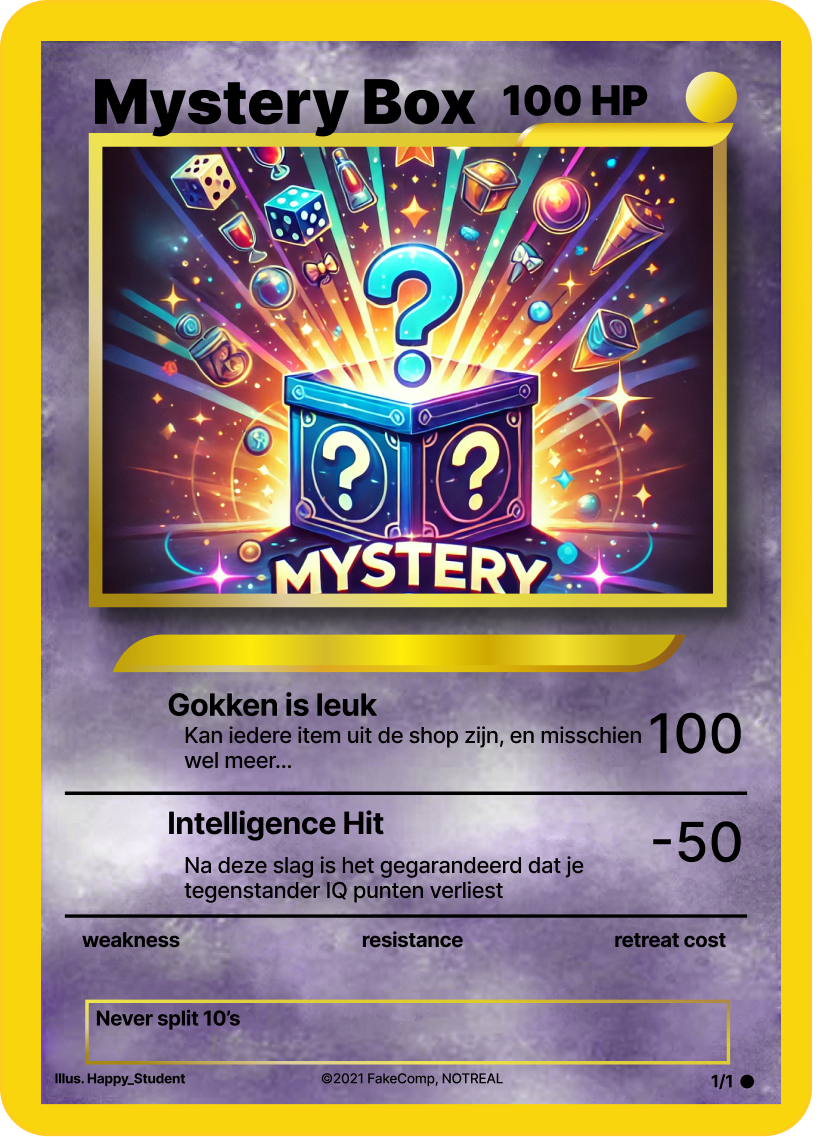 Mystery Box 100 HP
?
? ?
MYSTERY
Gokken is leuk
Kan iedere item uit de shop zijn, en misschien 100
wel meer...
Intelligence Hit
-50
Na deze slag is het gegarandeerd dat je
tegenstander IQ punten verliest
weakness resistance retreat cost
Never split 10's
Illus. Happy_Student ©2021 FakeComp, NOTREAL 1/1